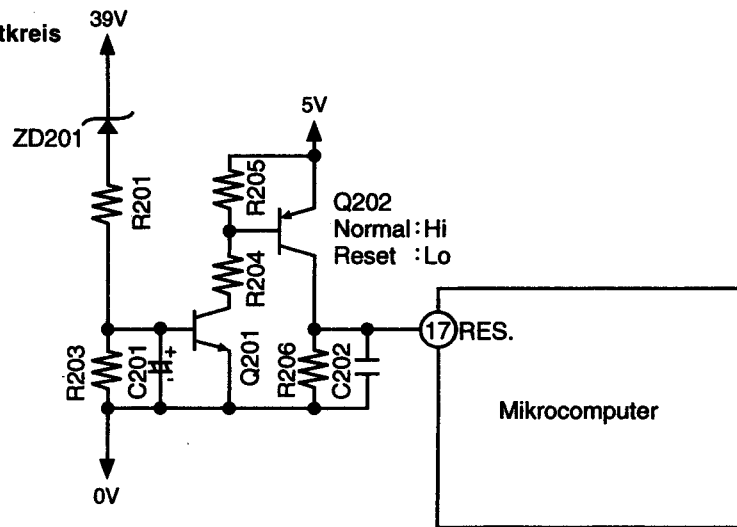 tkreis
39V
5V
ZD201
R201
R205
Q202
Normal:Hi
Reset :Lo
R204
17 RES.
R203
C201
Q201
R206
C202
Mikrocomputer
0V